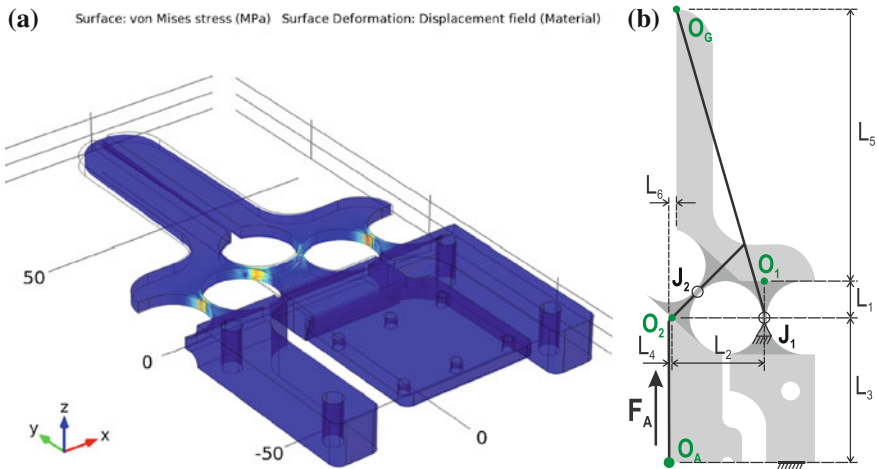 (a)
Surface: von Mises stress (MPa) Surface Deformation: Displacement field (Material)
50
0
-50
0
z
y
x
(b)
O_G
L_5
L_6
O_1
J_2
L_1
O_2
J_1
L_4
L_2
L_3
F_A
O_A